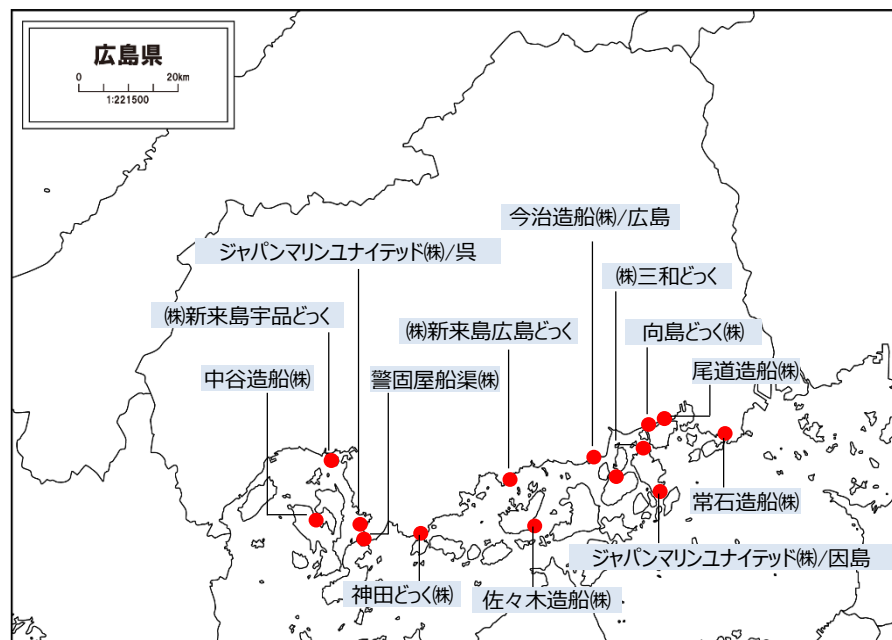 広島県
0 20km
1:221500
今治造船㈱/広島
ジャパンマリンユナイテッド㈱/呉
㈱三和どっく
㈱新来島宇品どっく
㈱新来島広島どっく
向島どっく㈱
尾道造船㈱
中谷造船㈱
警固屋船渠㈱
常石造船㈱
ジャパンマリンユナイテッド㈱/因島
神田どっく㈱
佐々木造船㈱